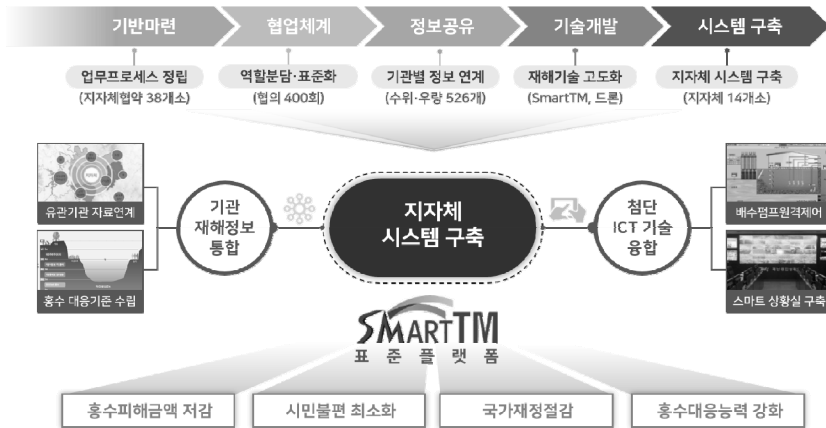 기반마련
협업체계
정보공유
기술개발
시스템 구축
업무프로세스 정립
(지자체협약 38개소)
역할분담·표준화
(협의 400회)
기관별 정보 연계
(수위·우량 526개)
재해기술 고도화
(SmartTM, 드론)
지자체 시스템 구축
(지자체 14개소)
유관기관 자료연계
홍수 대응기준 수립
기관
재해정보
통합
지자체
시스템 구축
첨단
ICT 기술
융합
배수펌프원격제어
스마트 상황실 구축
SMARTTM
표준플랫폼
홍수피해금액 저감
시민불편 최소화
국가재정절감
홍수대응능력 강화